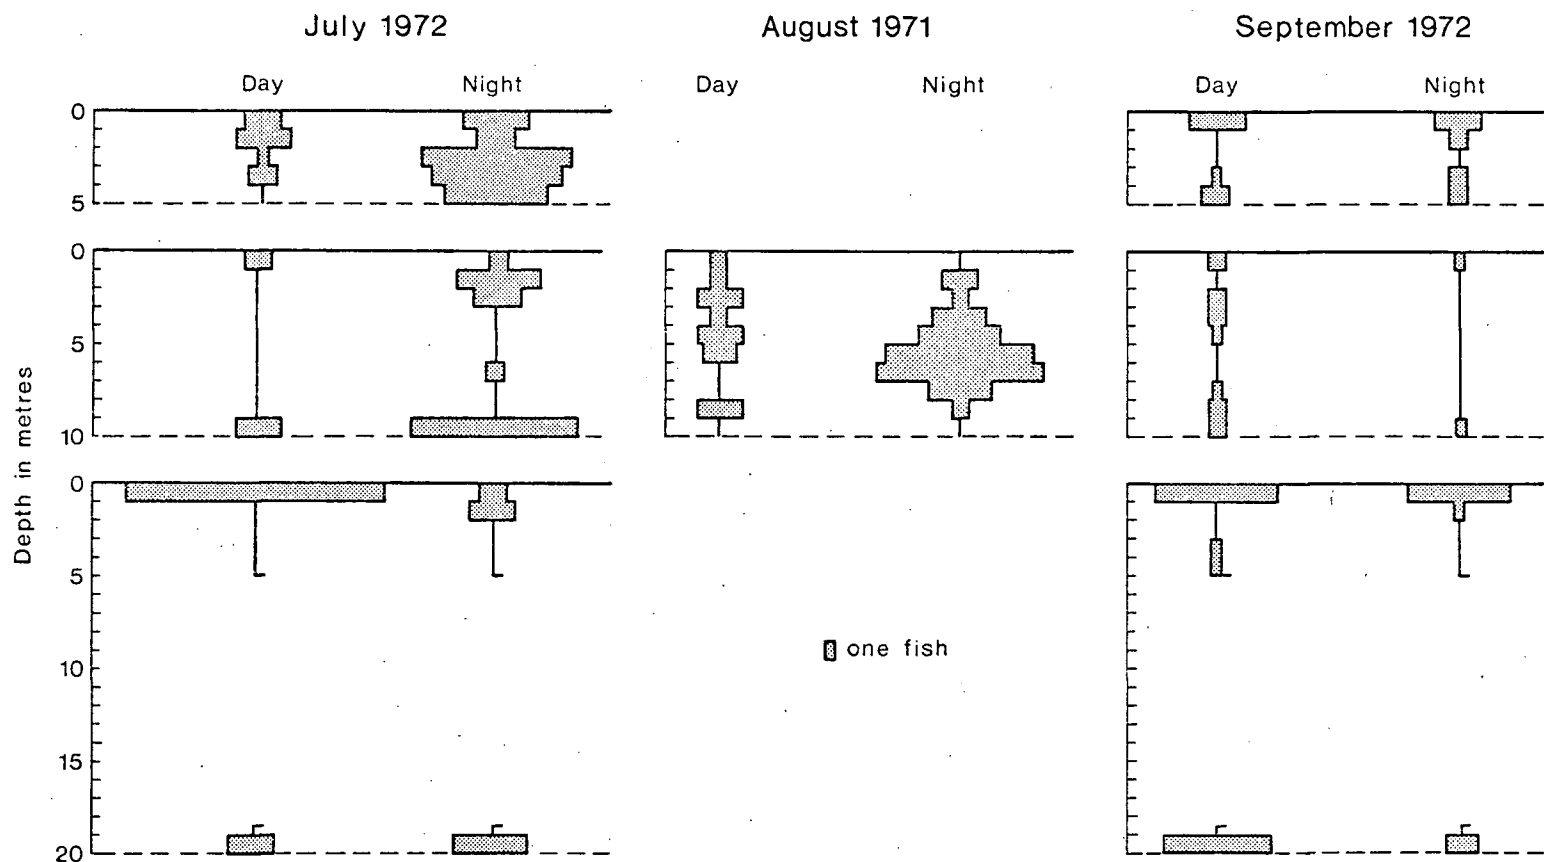 July 1972
August 1971
September 1972
Day
Night
Day
Night
Day
Night
0
5
0
5
10
0
5
10
15
20
Depth in metres
one fish